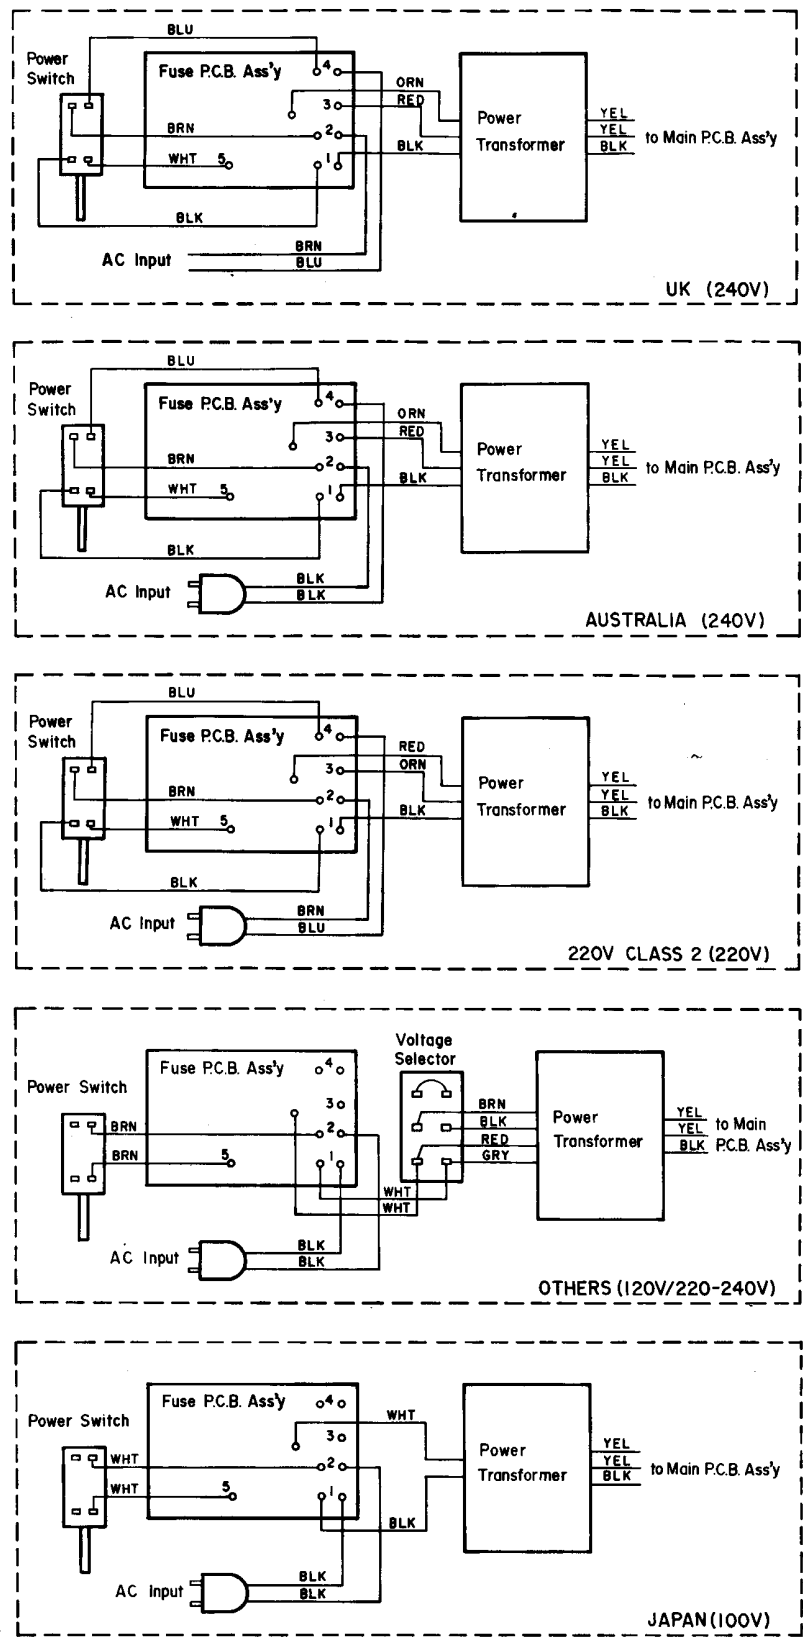 BLU
Power
Switch
Fuse P.C.B. Ass'y
4
ORN
3
RED
Power
Transformer
YEL
YEL
BLK
to Main P.C.B. Ass'y
BRN
2
WHT
5
1
BLK
BLK
BRN
AC Input
BLU
UK (240V)
BLU
Power
Switch
Fuse P.C.B. Ass'y
4
ORN
3
RED
Power
Transformer
YEL
YEL
BLK
to Main P.C.B. Ass'y
BRN
2
WHT
5
1
BLK
BLK
AC Input
BLK
BLK
AUSTRALIA (240V)
BLU
Power
Switch
Fuse P.C.B. Ass'y
4
RED
3
ORN
Power
Transformer
YEL
YEL
BLK
to Main P.C.B. Ass'y
BRN
2
WHT
5
1
BLK
BLK
AC Input
BRN
BLU
220V CLASS 2 (220V)
Voltage
Selector
Power Switch
Fuse P.C.B. Ass'y
4
3
BRN
2
BRN
5
1
BRN
BLK
RED
GRY
Power
Transformer
YEL
YEL
BLK
to Main
P.C.B. Ass'y
WHT
WHT
AC Input
BLK
BLK
OTHERS (120V/220-240V)
Power Switch
Fuse P.C.B. Ass'y
4
WHT
3
Power
Transformer
YEL
YEL
BLK
to Main P.C.B. Ass'y
WHT
2
WHT
5
1
BLK
AC Input
BLK
BLK
JAPAN (100V)